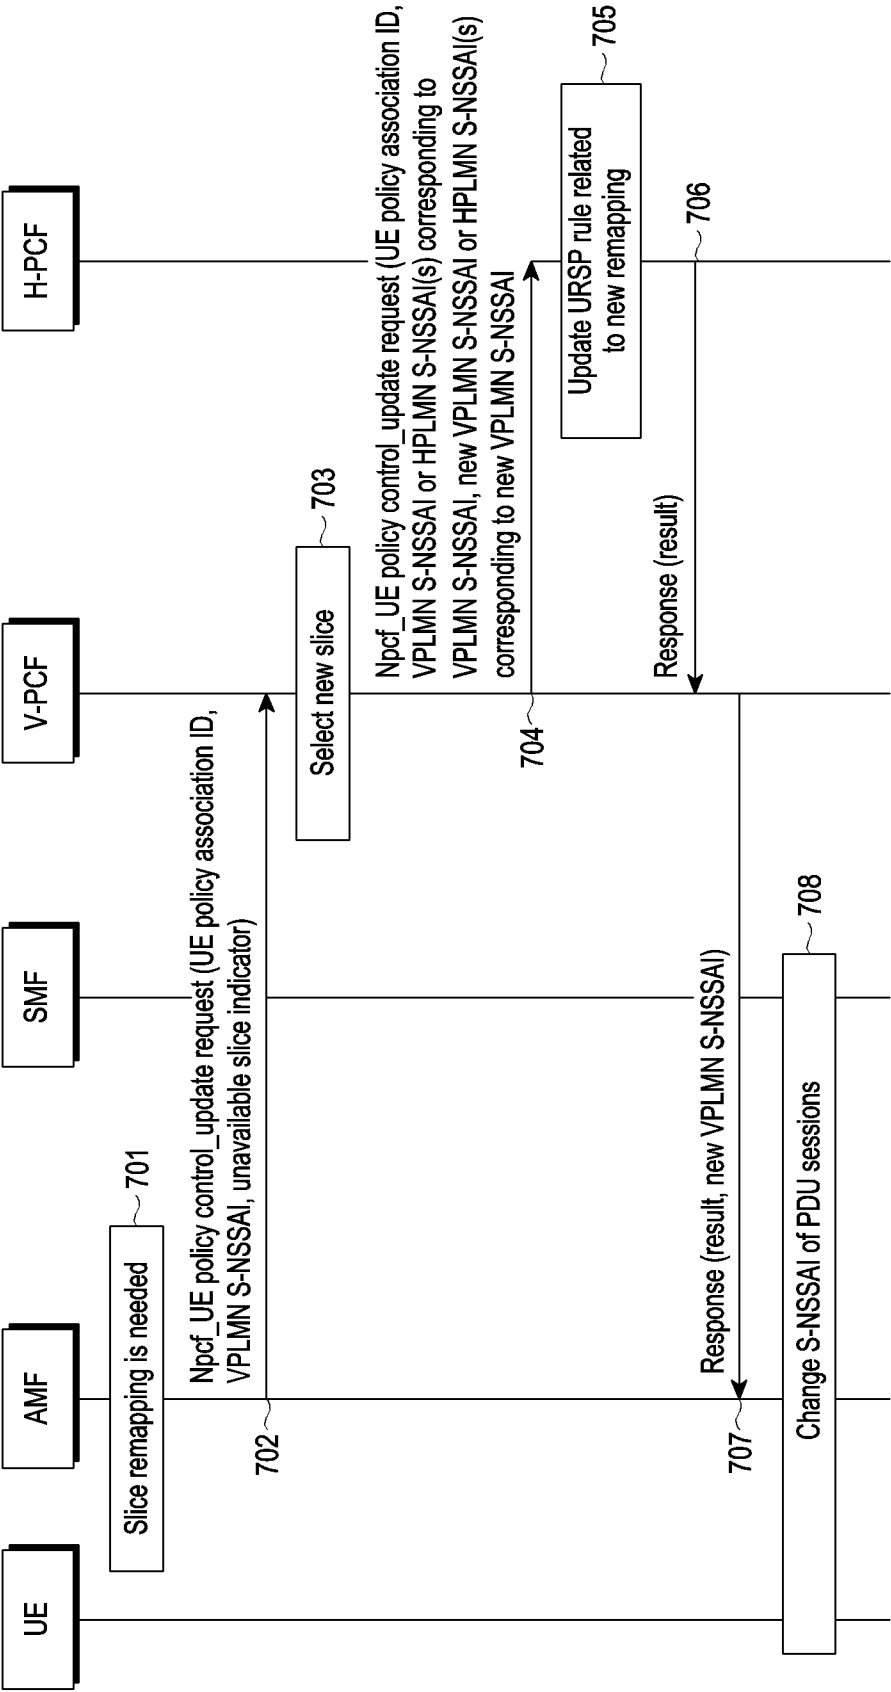 UE
AMF
SMF
V-PCF
H-PCF
Slice remapping is needed
701
Npcf_UE policy control_update request (UE policy association ID,
VPLMN S-NSSAI, unavailable slice indicator)
702
Select new slice
703
Npcf_UE policy control_update request (UE policy association ID,
VPLMN S-NSSAI or HPLMN S-NSSAI(s) corresponding to
VPLMN S-NSSAI, new VPLMN S-NSSAI or HPLMN S-NSSAI(s)
corresponding to new VPLMN S-NSSAI
704
Update URSP rule related
to new remapping
705
Response (result)
706
Response (result, new VPLMN S-NSSAI)
707
Change S-NSSAI of PDU sessions
708